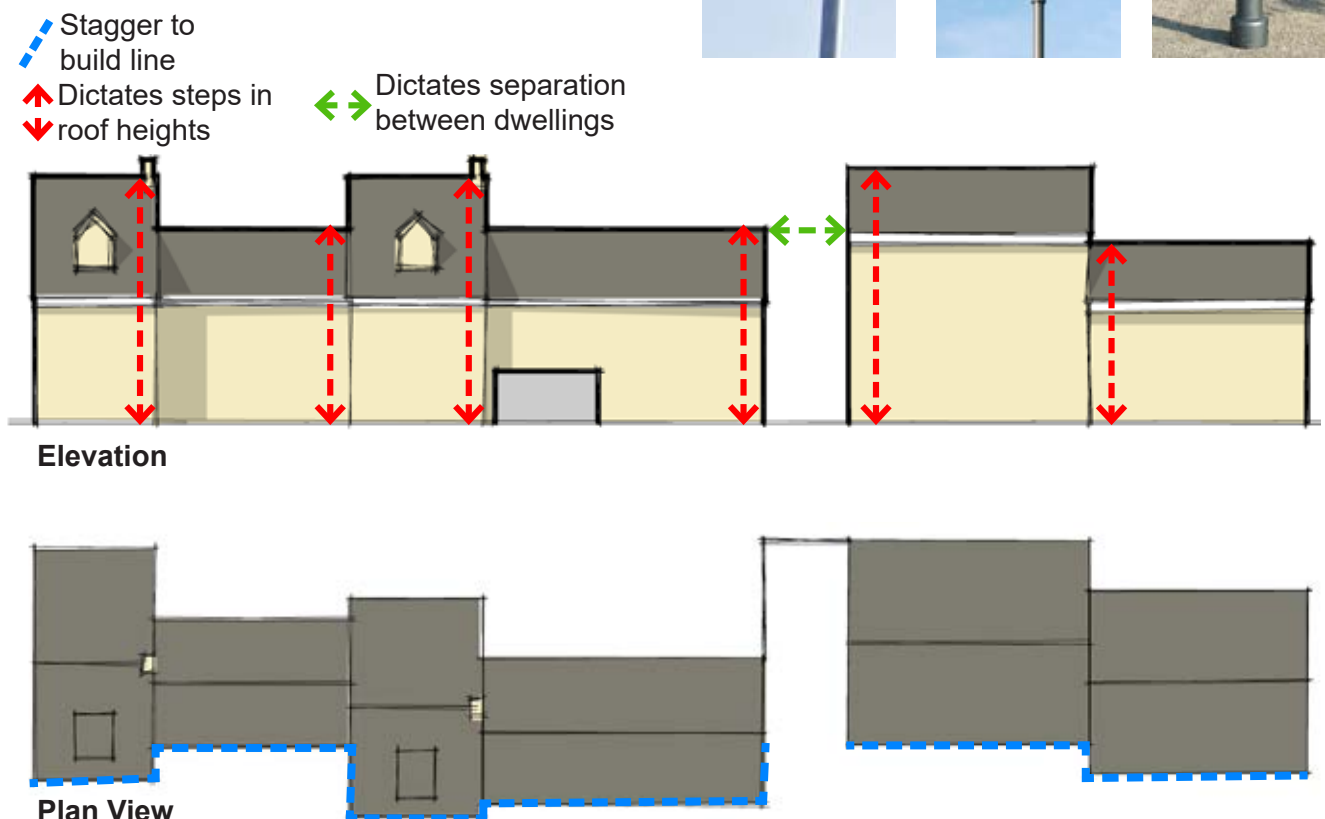 Stagger to
build line
Dictates steps in
roof heights
Dictates separation
between dwellings
Elevation
Plan View